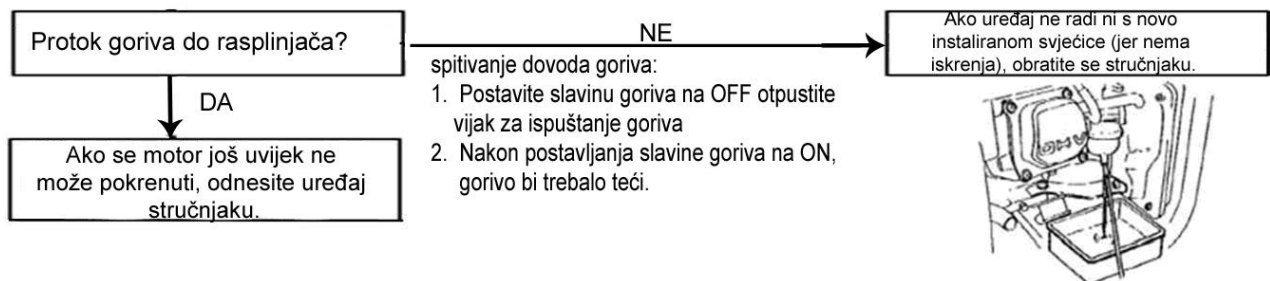 Protok goriva do rasplinjača?
NE
Ako uređaj ne radi ni s novo
instaliranom svjećice (jer nema
iskrenja), obratite se stručnjaku.
DA
spitivanje dovoda goriva:
1. Postavite slavinu goriva na OFF otpustite
vijak za ispuštanje goriva
2. Nakon postavljanja slavine goriva na ON,
gorivo bi trebalo teći.
Ako se motor još uvijek ne
može pokrenuti, odnesite uređaj
stručnjaku.